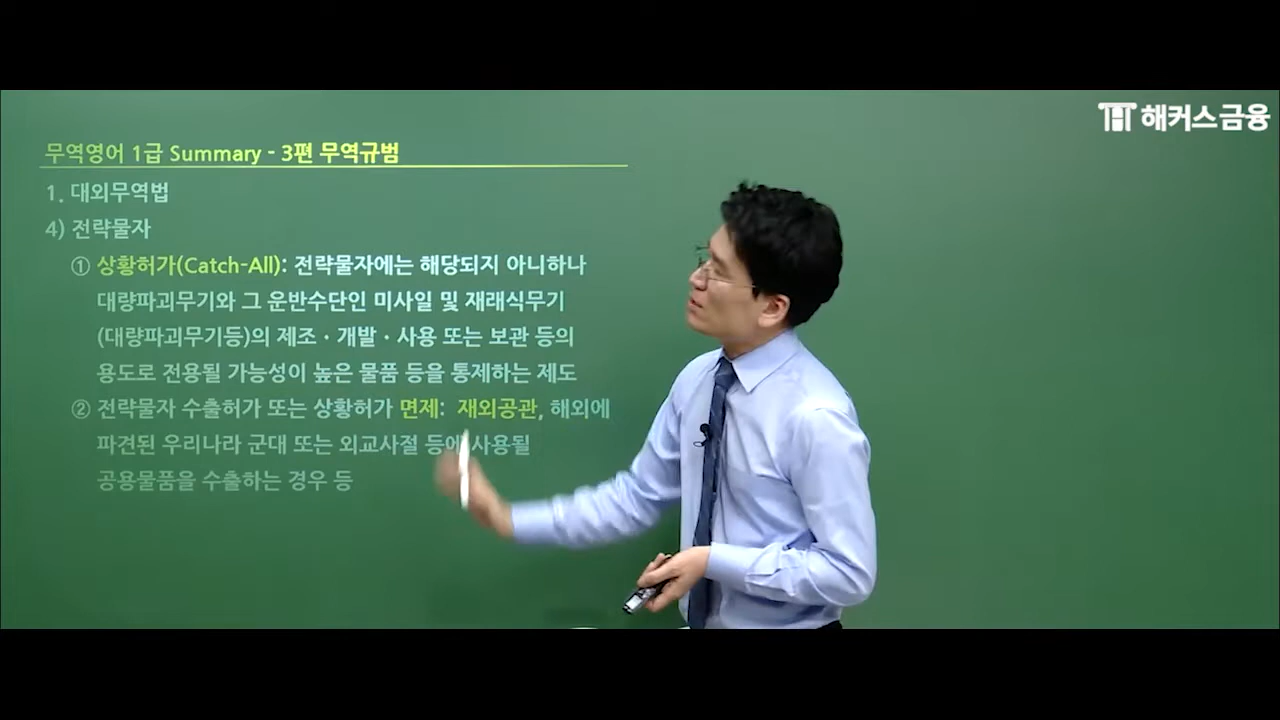 해커스금융
무역영어 1급 Summary - 3편 무역규범
1. 대외무역법
4) 전략물자
① 상황허가(Catch-All): 전략물자에는 해당되지 아니하나
대량파괴무기와 그 운반수단인 미사일 및 재래식무기
(대량파괴무기등)의 제조·개발·사용 또는 보관 등의
용도로 전용될 가능성이 높은 물품 등을 통제하는 제도
② 전략물자 수출허가 또는 상황허가 면제: 재외공관, 해외에
파견된 우리나라 군대 또는 외교사절 등에 사용될
공용물품을 수출하는 경우 등